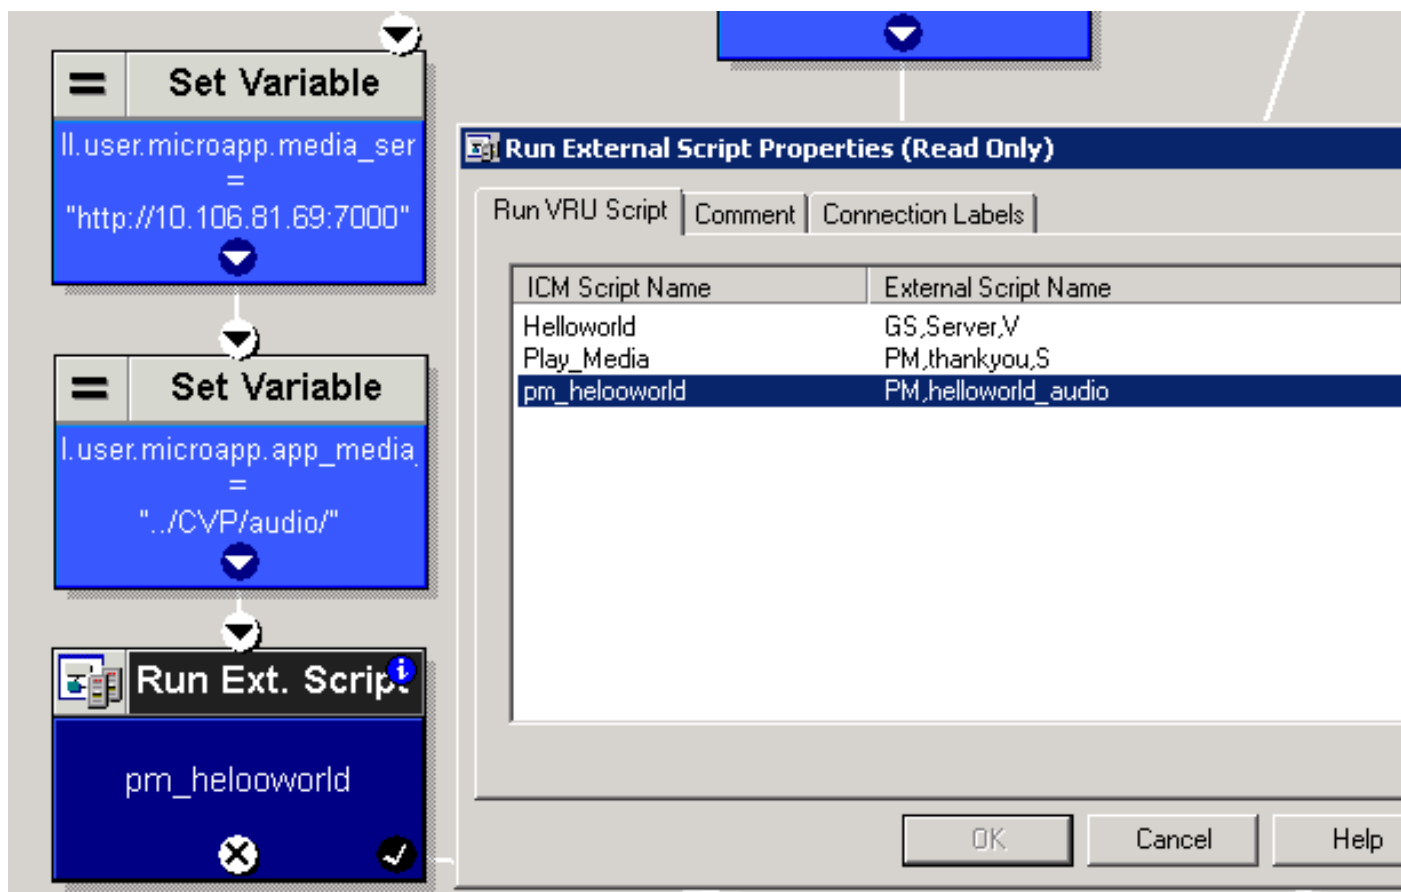 Set Variable
ll.user.microapp.media_ser
=
"http://10.106.81.69:7000"
Set Variable
l.user.microapp.app_media_
=
"../CVP/audio/"
Run Ext. Script
pm_helooworld
Run External Script Properties (Read Only)
Run VRU Script Comment Connection Labels
ICM Script Name External Script Name
Helloworld GS,Server,V
Play_Media PM,thankyou,S
pm_helooworld PM,helloworld_audio
OK Cancel Help